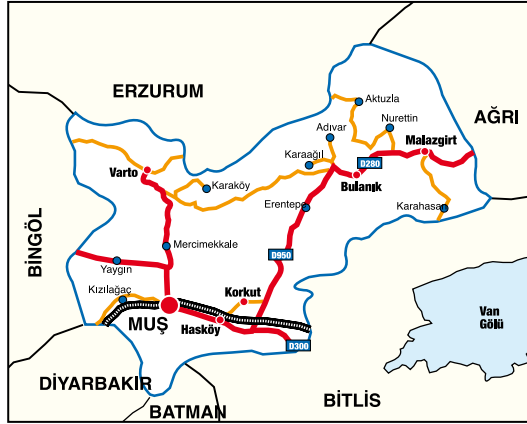 ERZURUM
Aktuzla
Nurettin
AĞRI
Adıvar
Malazgirt
Karaağıl
D280
Varto
Karaköy
Bulanık
Erentepe
Karahasan
BİNGÖL
Mercimekkale
D950
Yaygın
Kızılağaç
Korkut
Van
Gölü
MUŞ
Hasköy
D300
DİYARBAKIR
BİTLİS
BATMAN